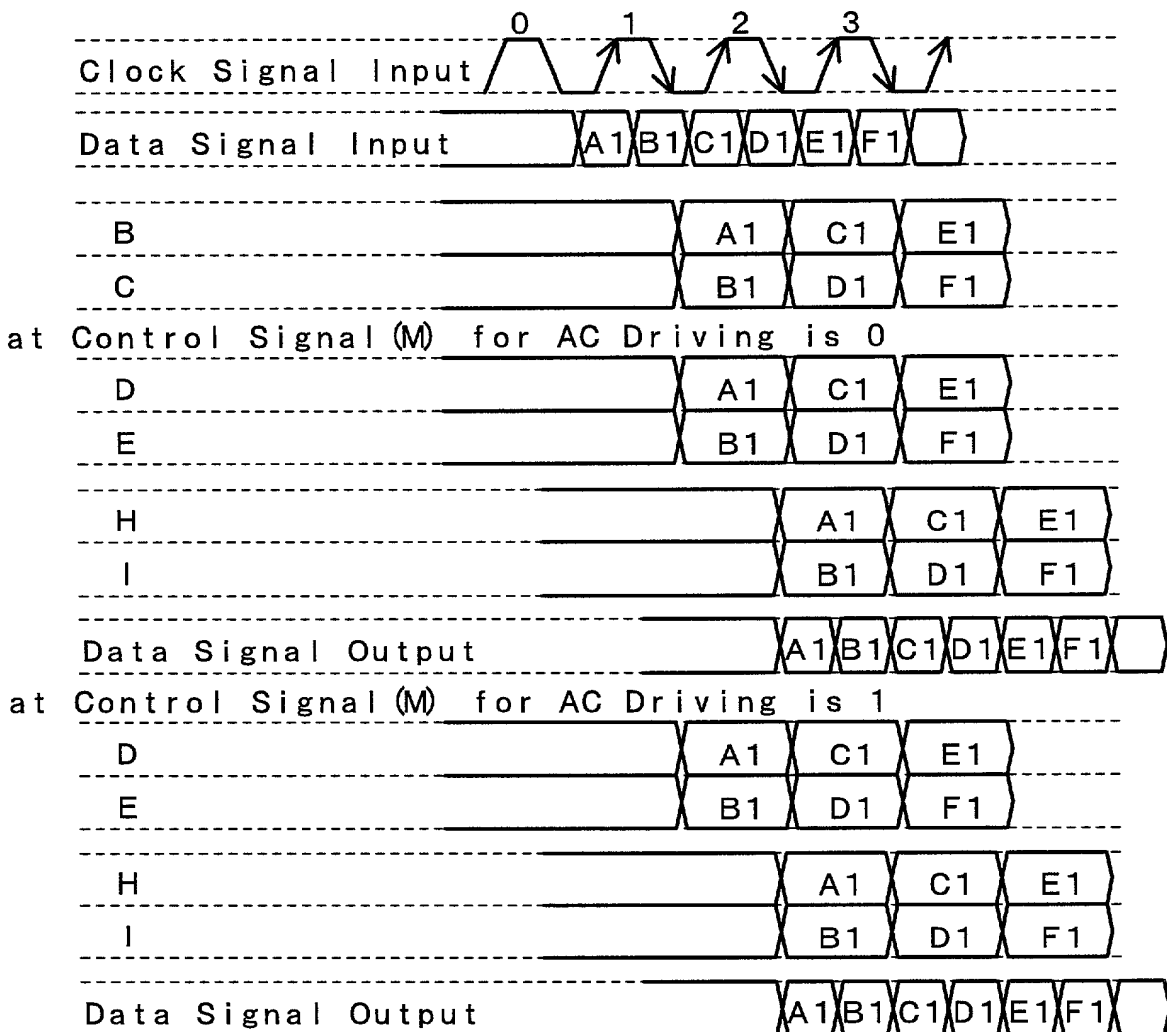 0 1 2 3
Clock Signal Input
Data Signal Input A1 B1 C1 D1 E1 F1
B A1 C1 E1
C B1 D1 F1
at Control Signal(M) for AC Driving is 0
D A1 C1 E1
E B1 D1 F1
H A1 C1 E1
I B1 D1 F1
Data Signal Output A1 B1 C1 D1 E1 F1
at Control Signal(M) for AC Driving is 1
D A1 C1 E1
E B1 D1 F1
H A1 C1 E1
I B1 D1 F1
Data Signal Output A1 B1 C1 D1 E1 F1